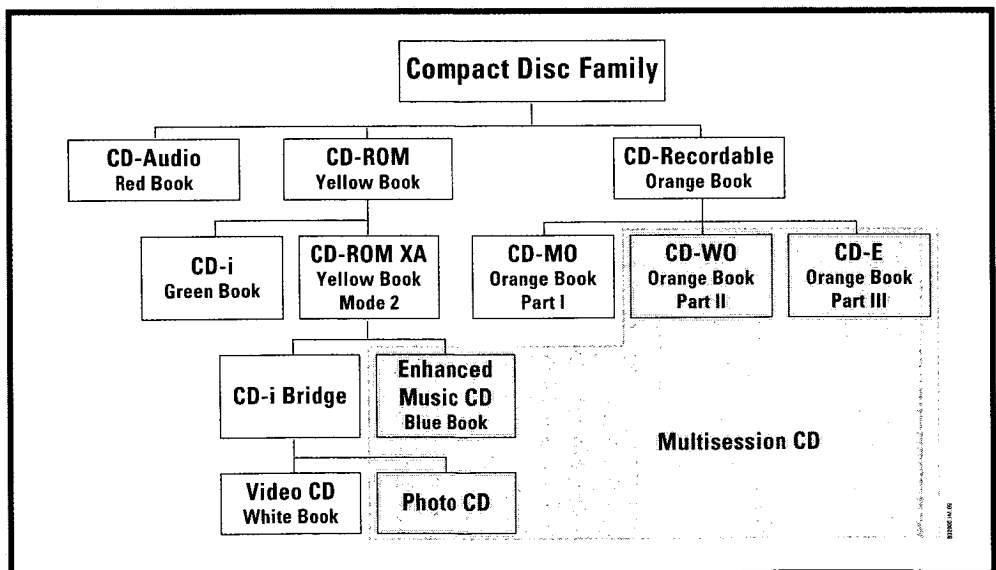 Compact Disc Family
CD-Audio
Red Book
CD-ROM
Yellow Book
CD-Recordable
Orange Book
CD-i
Green Book
CD-ROM XA
Yellow Book
Mode 2
CD-MO
Orange Book
Part I
CD-WO
Orange Book
Part II
CD-E
Orange Book
Part III
CD-i Bridge
Enhanced
Music CD
Blue Book
Multisession CD
Video CD
White Book
Photo CD